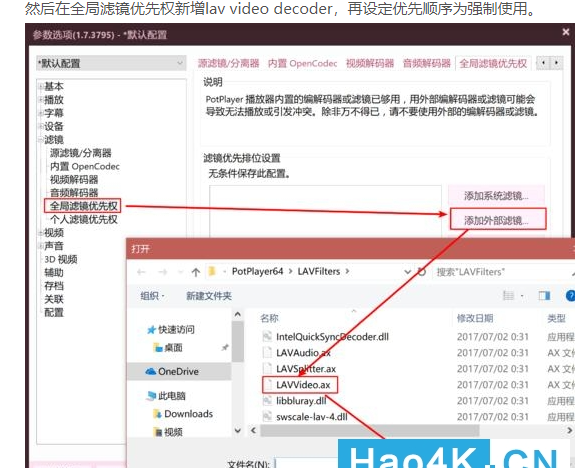 然后在全局滤镜优先权新增lav video decoder，再设定优先顺序为强制使用。
参数选项(1.7.3795) - *默认配置
*默认配置
源滤镜/分离器 内置 OpenCodec 视频解码器 音频解码器 全局滤镜优先权
基本
播放
字幕
设备
滤镜
源滤镜/分离器
内置 OpenCodec
视频解码器
音频解码器
全局滤镜优先权
个人滤镜优先权
视频
声音
3D 视频
辅助
存档
关联
配置
说明
PotPlayer 播放器内置的编解码器或滤镜已够用，用外部编解码器或滤镜可能会
导致无法播放或引发冲突。除非万不得已，请不要使用外部的编解码器或滤镜。
滤镜优先排位设置
无条件保存此配置。
添加系统滤镜...
添加外部滤镜...
打开
PotPlayer64 › LAVFilters ›
搜索"LAVFilters"
组织 新建文件夹
名称 修改日期 类型
快速访问
桌面
OneDrive
此电脑
Downloads
视频
IntelQuickSyncDecoder.dll 2017/07/02 0:31 应用程
LAVAudio.ax 2017/07/02 0:31 AX 文件
LAVSplitter.ax 2017/07/02 0:31 AX 文件
LAVVideo.ax 2017/07/02 0:31 AX 文件
libbluray.dll 2017/07/02 0:31 应用程
swscale-lav-4.dll 2017/07/02 0:31 应用程
文件名(N):
Hao4K.CN